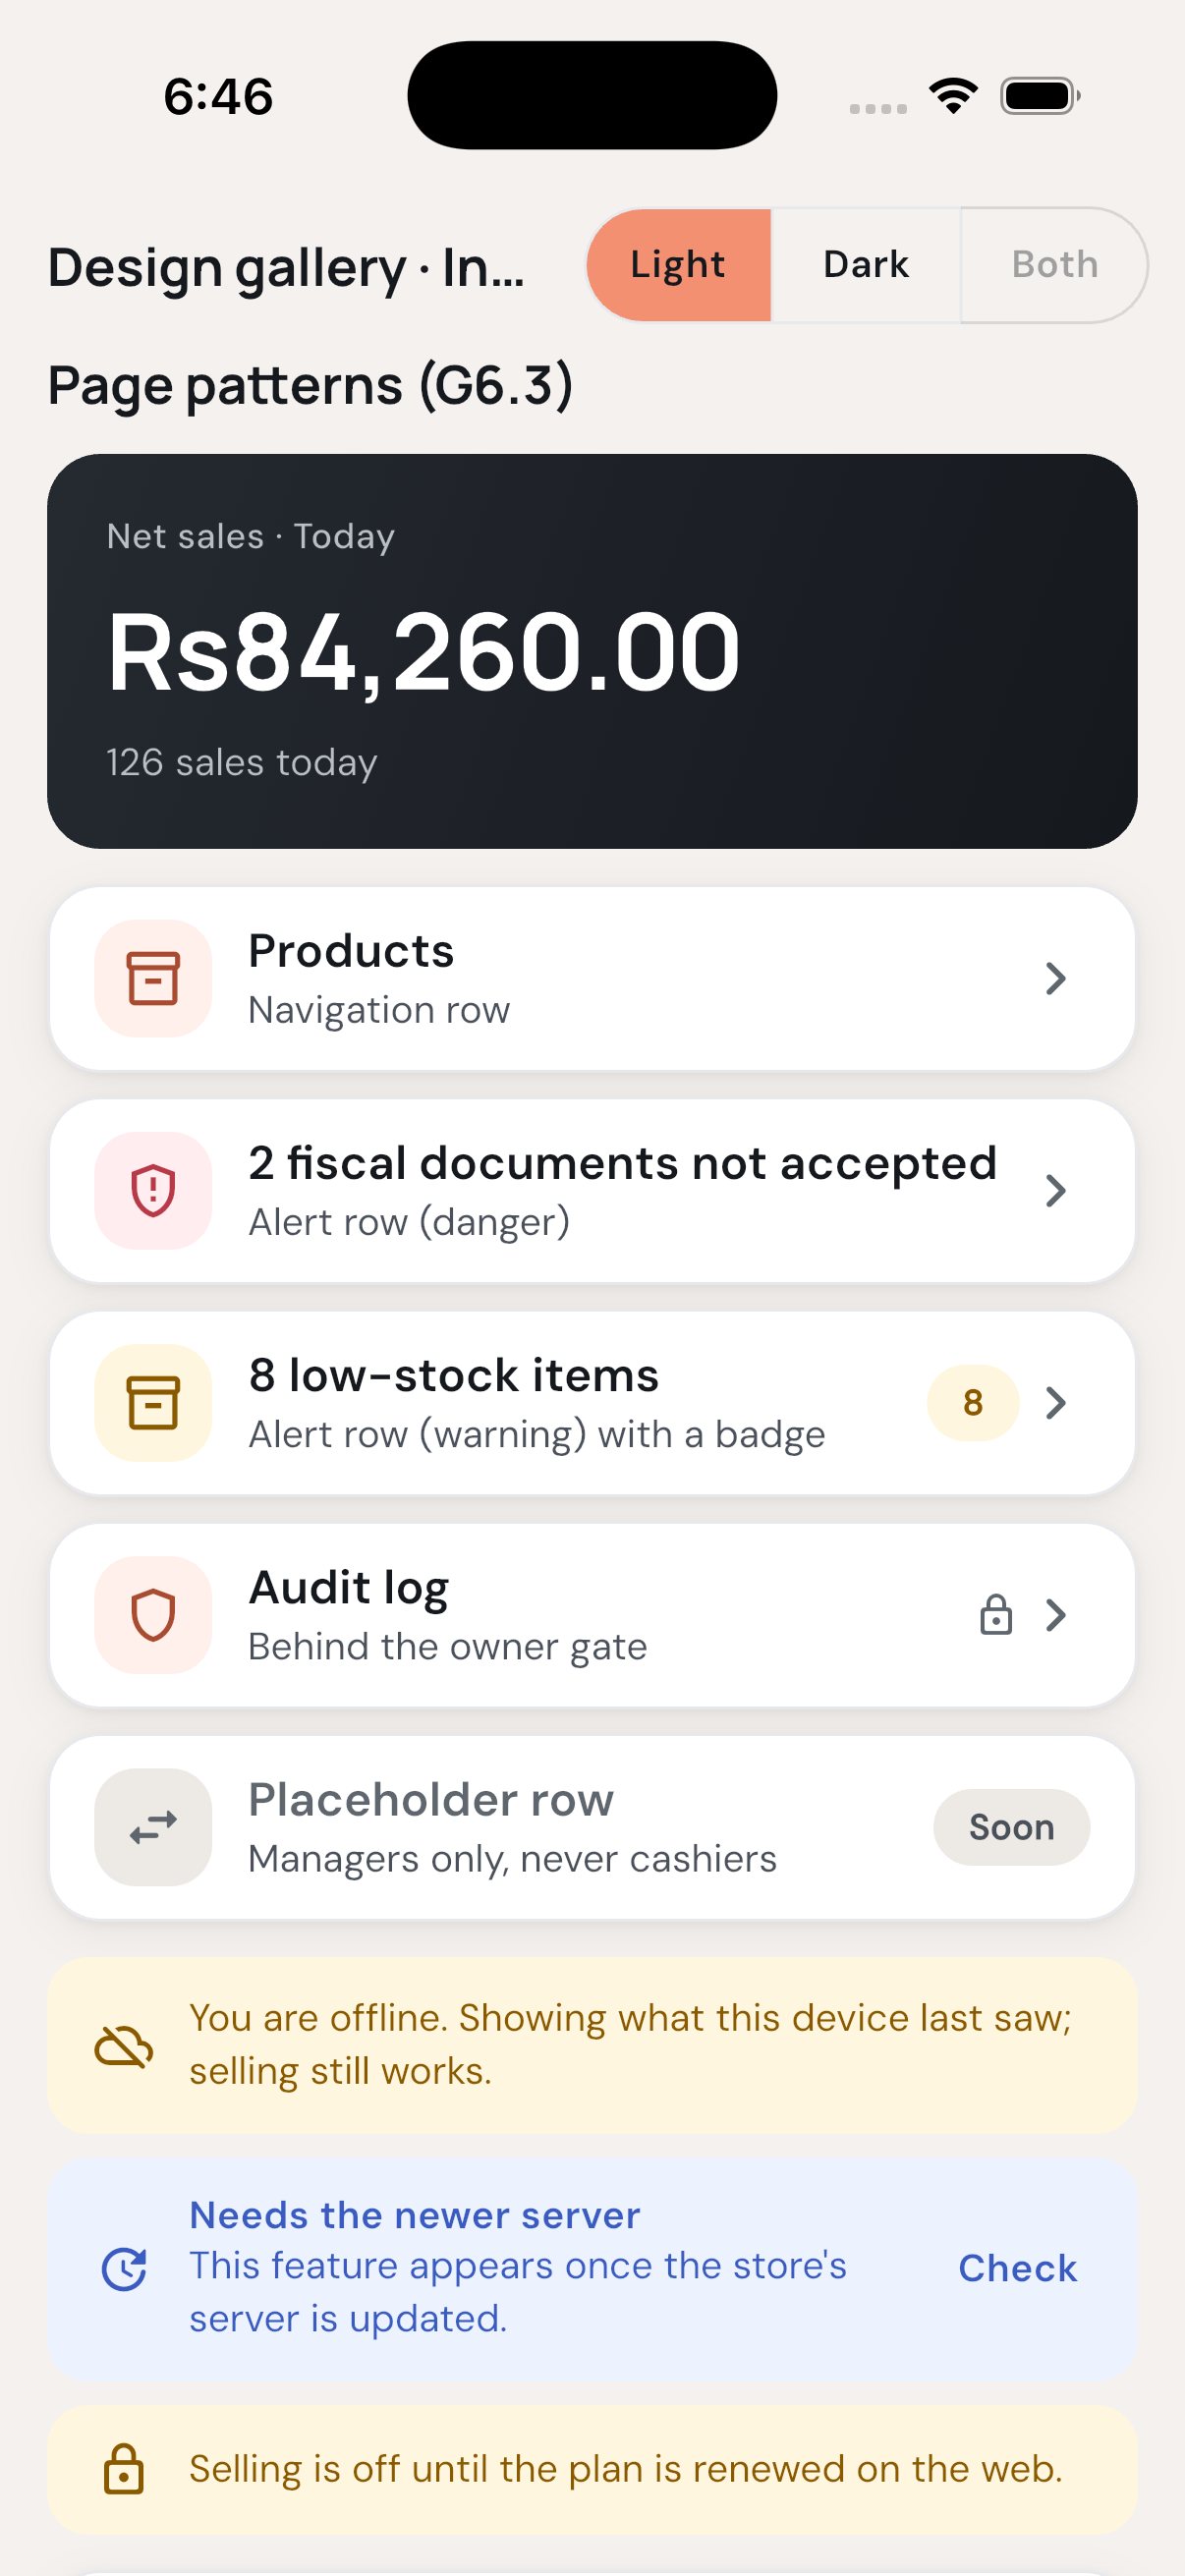 6:46
Design gallery · In...
Light
Dark
Both
Page patterns (G6.3)
Net sales · Today
Rs84,260.00
126 sales today
Products
Navigation row
2 fiscal documents not accepted
Alert row (danger)
8 low-stock items
Alert row (warning) with a badge
8
Audit log
Behind the owner gate
Placeholder row
Managers only, never cashiers
Soon
You are offline. Showing what this device last saw;
selling still works.
Needs the newer server
This feature appears once the store's
server is updated.
Check
Selling is off until the plan is renewed on the web.